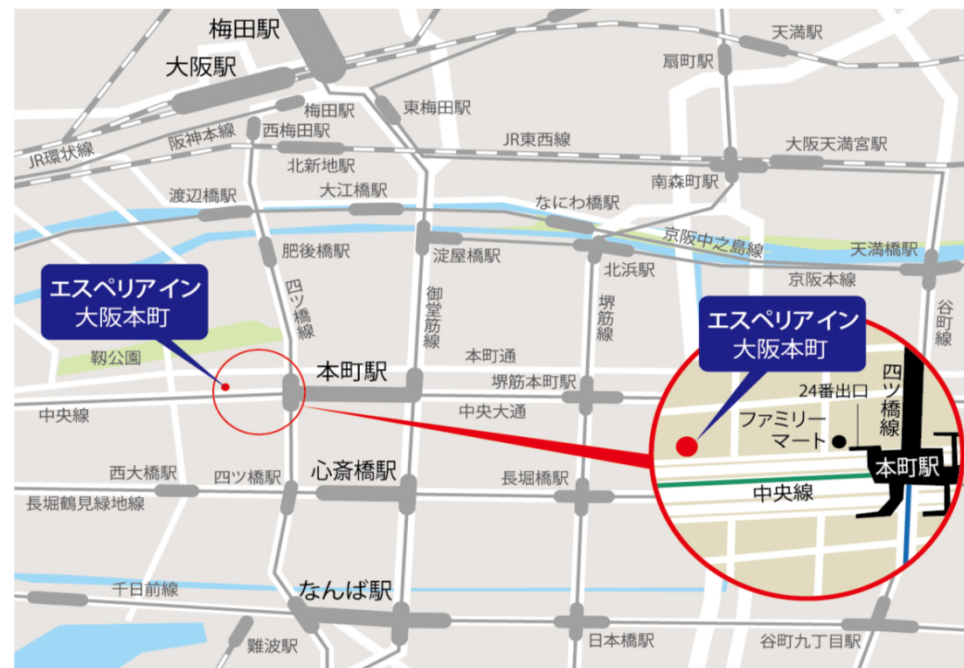 梅田駅
大阪駅
天満駅
扇町駅
梅田駅
東梅田駅
阪神本線
西梅田駅
JR環状線
北新地駅
JR東西線
大阪天満宮駅
南森町駅
渡辺橋駅
大江橋駅
なにわ橋駅
京阪中之島線
天満橋駅
肥後橋駅
淀屋橋駅
北浜駅
京阪本線
エスペリアイン
大阪本町
四ツ橋線
御堂筋線
堺筋線
谷町線
エスペリアイン
大阪本町
靱公園
本町駅
本町通
堺筋本町駅
中央線
中央大通
24番出口
四ツ橋線
ファミリー
マート
本町駅
中央線
西大橋駅
四ツ橋駅
心斎橋駅
長堀橋駅
長堀鶴見緑地線
千日前線
なんば駅
難波駅
日本橋駅
谷町九丁目駅